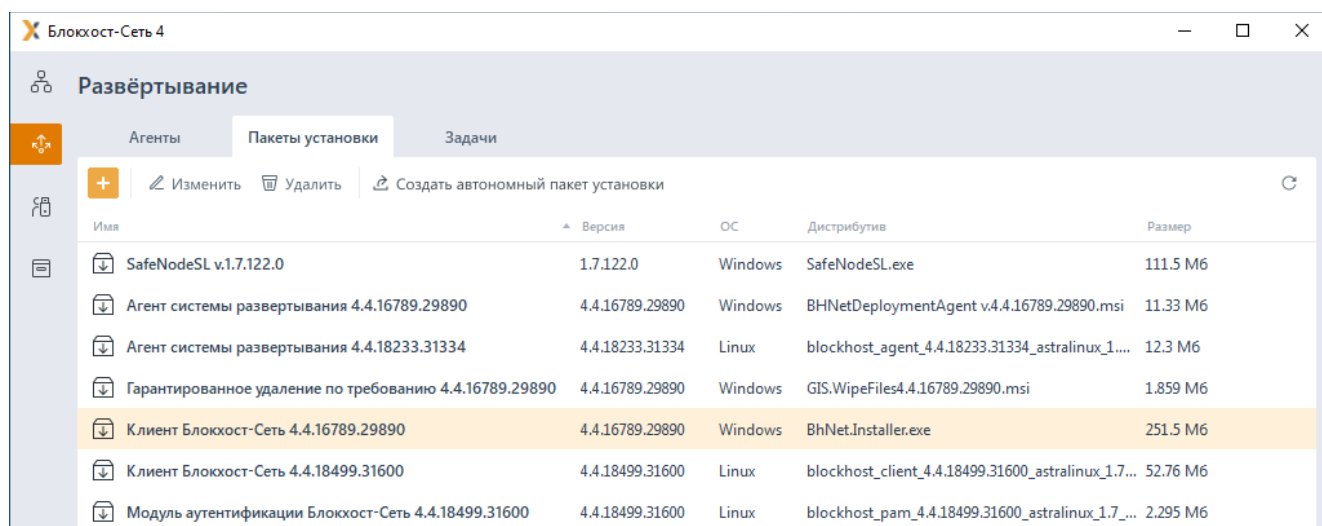 Блокхост-Сеть 4
Развёртывание
Агенты Пакеты установки Задачи
Изменить Удалить Создать автономный пакет установки
Имя Версия ОС Дистрибутив Размер
SafeNodeSL v.1.7.122.0 1.7.122.0 Windows SafeNodeSL.exe 111.5 Мб
Агент системы развертывания 4.4.16789.29890 4.4.16789.29890 Windows BHNetDeploymentAgent v.4.4.16789.29890.msi 11.33 Мб
Агент системы развертывания 4.4.18233.31334 4.4.18233.31334 Linux blockhost_agent_4.4.18233.31334_astralinux_1.... 12.3 Мб
Гарантированное удаление по требованию 4.4.16789.29890 4.4.16789.29890 Windows GIS.WipeFiles4.4.16789.29890.msi 1.859 Мб
Клиент Блокхост-Сеть 4.4.16789.29890 4.4.16789.29890 Windows BhNet.Installer.exe 251.5 Мб
Клиент Блокхост-Сеть 4.4.18499.31600 4.4.18499.31600 Linux blockhost_client_4.4.18499.31600_astralinux_1.7... 52.76 Мб
Модуль аутентификации Блокхост-Сеть 4.4.18499.31600 4.4.18499.31600 Linux blockhost_pam_4.4.18499.31600_astralinux_1.7_... 2.295 Мб